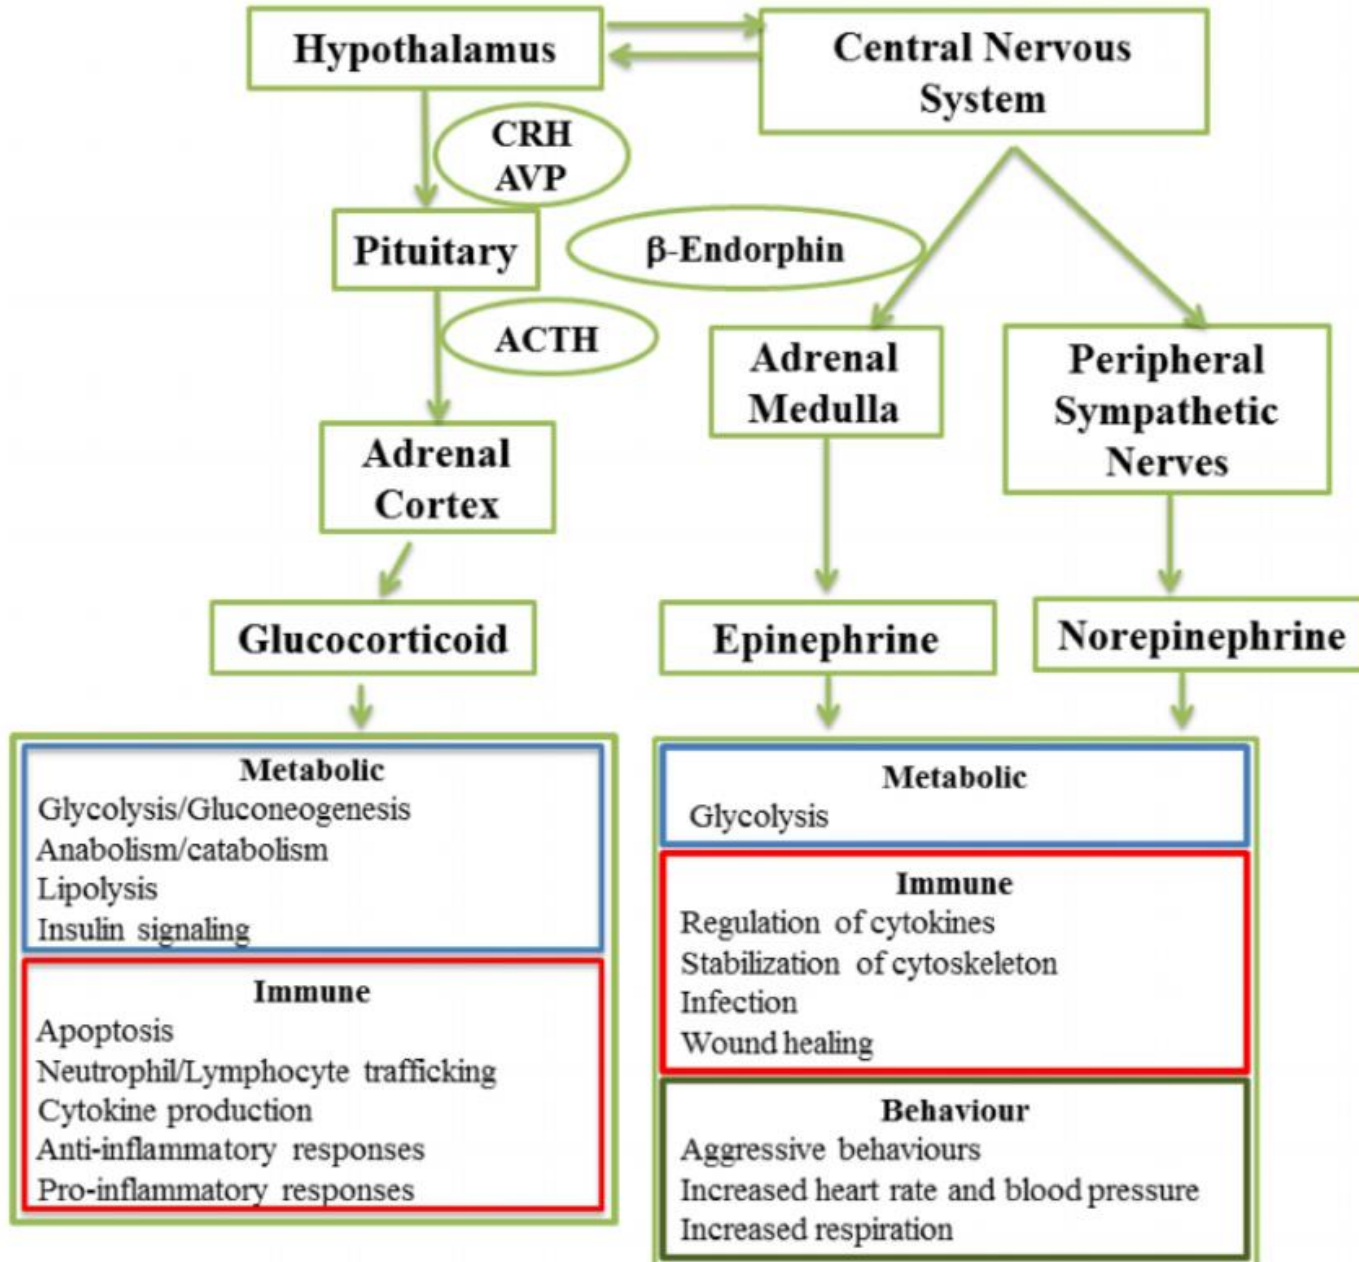 Hypothalamus
Central Nervous
System
CRH
AVP
Pituitary
β-Endorphin
ACTH
Adrenal
Medulla
Peripheral
Sympathetic
Nerves
Adrenal
Cortex
Glucocorticoid
Epinephrine
Norepinephrine
Metabolic
Glycolysis/Gluconeogenesis
Anabolism/catabolism
Lipolysis
Insulin signaling
Immune
Apoptosis
Neutrophil/Lymphocyte trafficking
Cytokine production
Anti-inflammatory responses
Pro-inflammatory responses
Metabolic
Glycolysis
Immune
Regulation of cytokines
Stabilization of cytoskeleton
Infection
Wound healing
Behaviour
Aggressive behaviours
Increased heart rate and blood pressure
Increased respiration